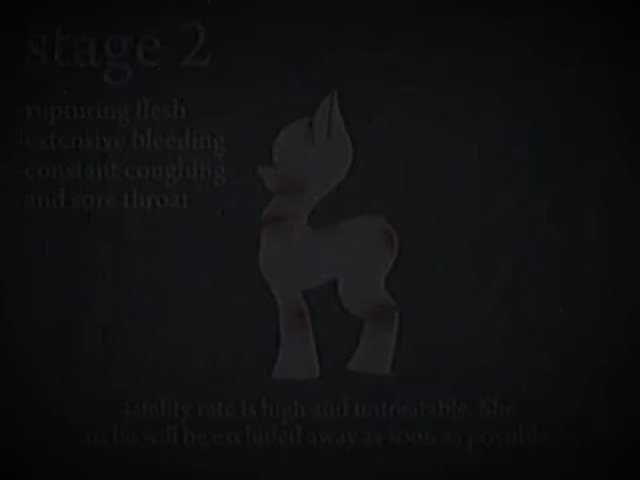 stage 2
rupturing flesh
extensive bleeding
constant coughing
and sore throat
fatality rate is high and untreatable. She
or he will be excluded away as soon as possible